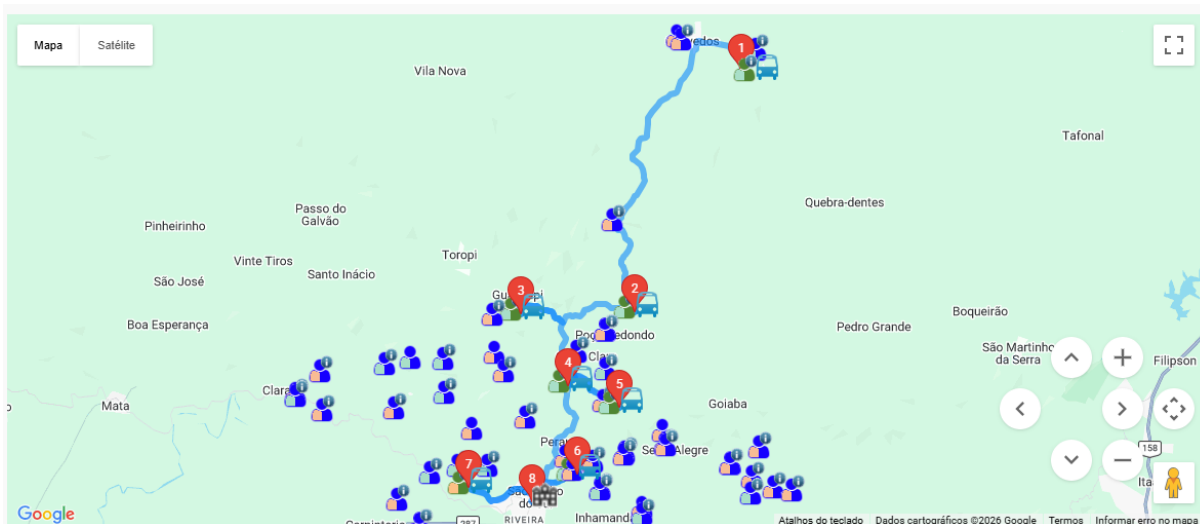 Mapa
Satélite
1
Vila Nova
Tafonal
Quebra-dentes
Passo do
Galvão
Pinheirinho
Toropi
Vinte Tiros
Santo Inácio
São José
2
3
Boqueirão
Boa Esperança
Pedro Grande
São Martinho
da Serra
Filipson
4
5
Mata
Goiaba
158
6
7
8
RIVEIRA
287
Google
Atalhos do teclado
Dados cartográficos ©2026 Google
Termos
Informar erro no mapa